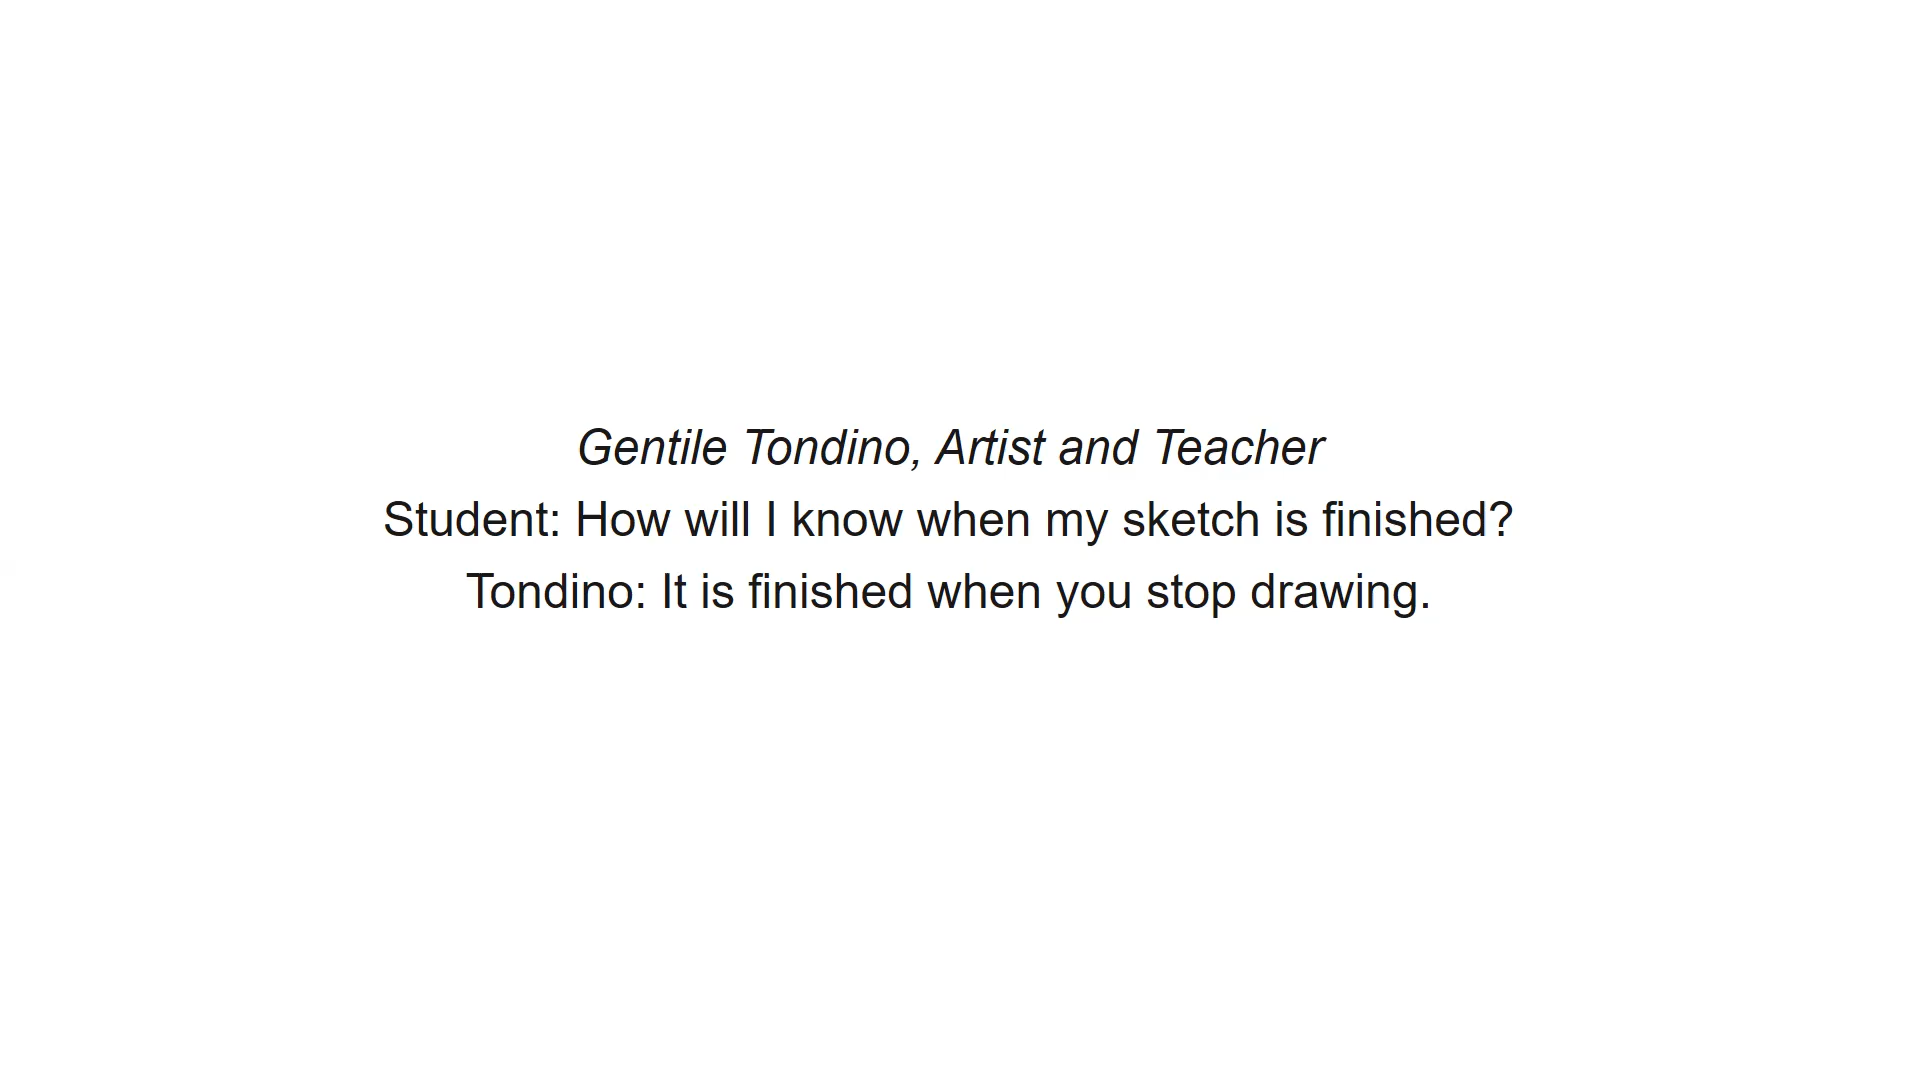 Gentile Tondino, Artist and Teacher
Student: How will I know when my sketch is finished?
Tondino: It is finished when you stop drawing.